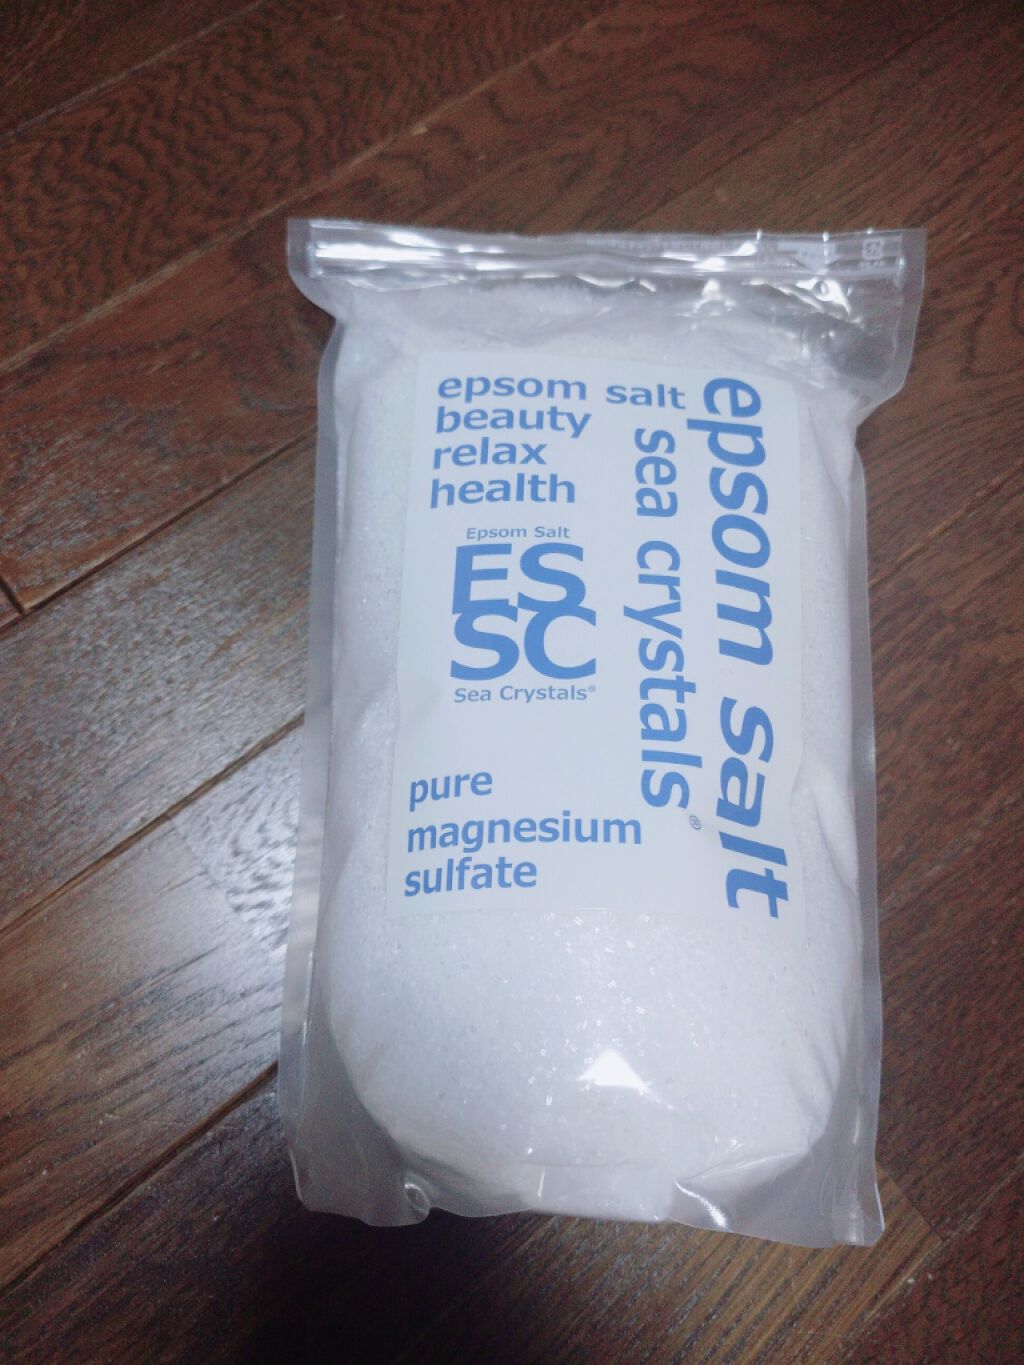 epsom salt
beauty
relax
health
Epsom Salt
ES
SC
Sea Crystals®
pure
magnesium
sulfate
sea crystals®
epsom salt